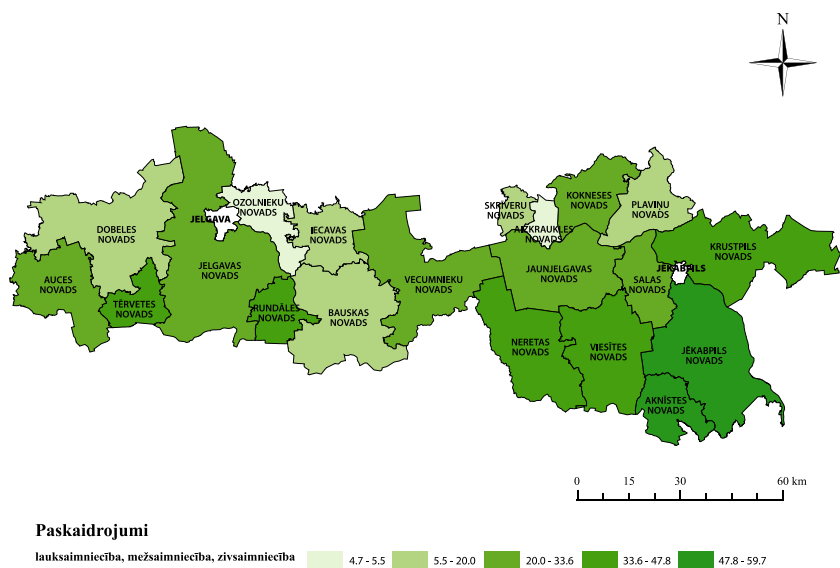 N
KOKNESES
NOVADS
PLAVIŅU
NOVADS
SKRĪVERU
NOVADS
AIZKRAUKLES
NOVADS
OZOLNIEKU
NOVADS
JELGAVA
IECAVAS
NOVADS
DOBELES
NOVADS
KRUSTPILS
NOVADS
JELGAVAS
NOVADS
JAUNJELGAVAS
NOVADS
JĒKABPILS
SALAS
NOVADS
AUCES
NOVADS
VECUMNIEKU
NOVADS
TĒRVETES
NOVADS
RUNDĀLES
NOVADS
BAUSKAS
NOVADS
NERETAS
NOVADS
VIESĪTES
NOVADS
JĒKABPILS
NOVADS
AKNĪSTES
NOVADS
0 15 30 60 km
Paskaidrojumi
lauksaimniecība, mežsaimniecība, zivsaimniecība 4.7 - 5.5 5.5 - 20.0 20.0 - 33.6 33.6 - 47.8 47.8 - 59.7